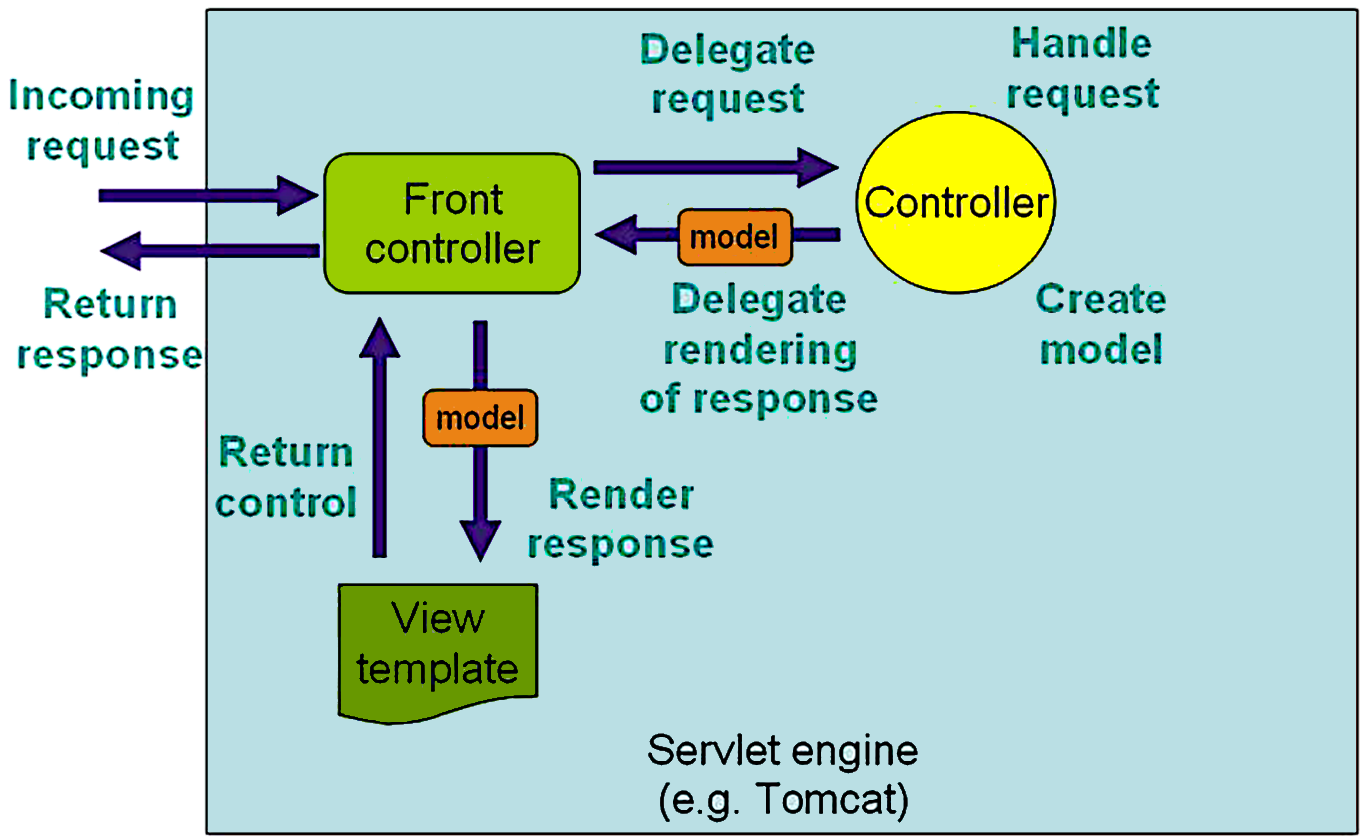 Incoming
request
Delegate
request
Handle
request
Front
controller
Controller
model
Return
response
Delegate
rendering
of response
Create
model
model
Return
control
Render
response
View
template
Servlet engine
(e.g. Tomcat)